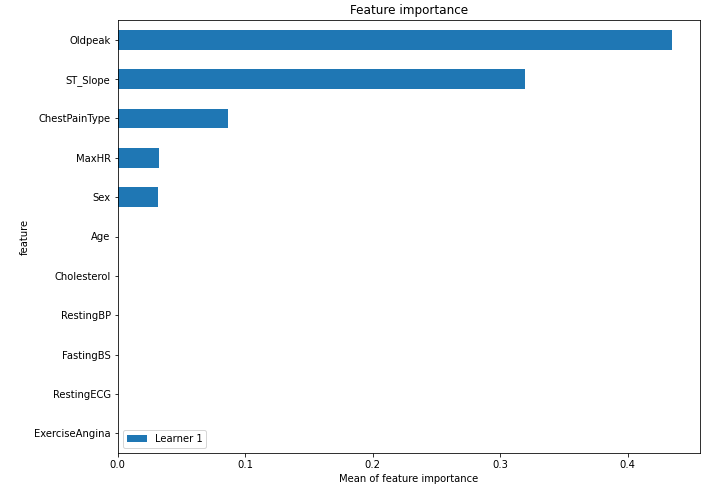 Feature importance
Oldpeak
ST_Slope
ChestPainType
MaxHR
Sex
Age
Cholesterol
RestingBP
FastingBS
RestingECG
ExerciseAngina
feature
Learner 1
0.0 0.1 0.2 0.3 0.4
Mean of feature importance